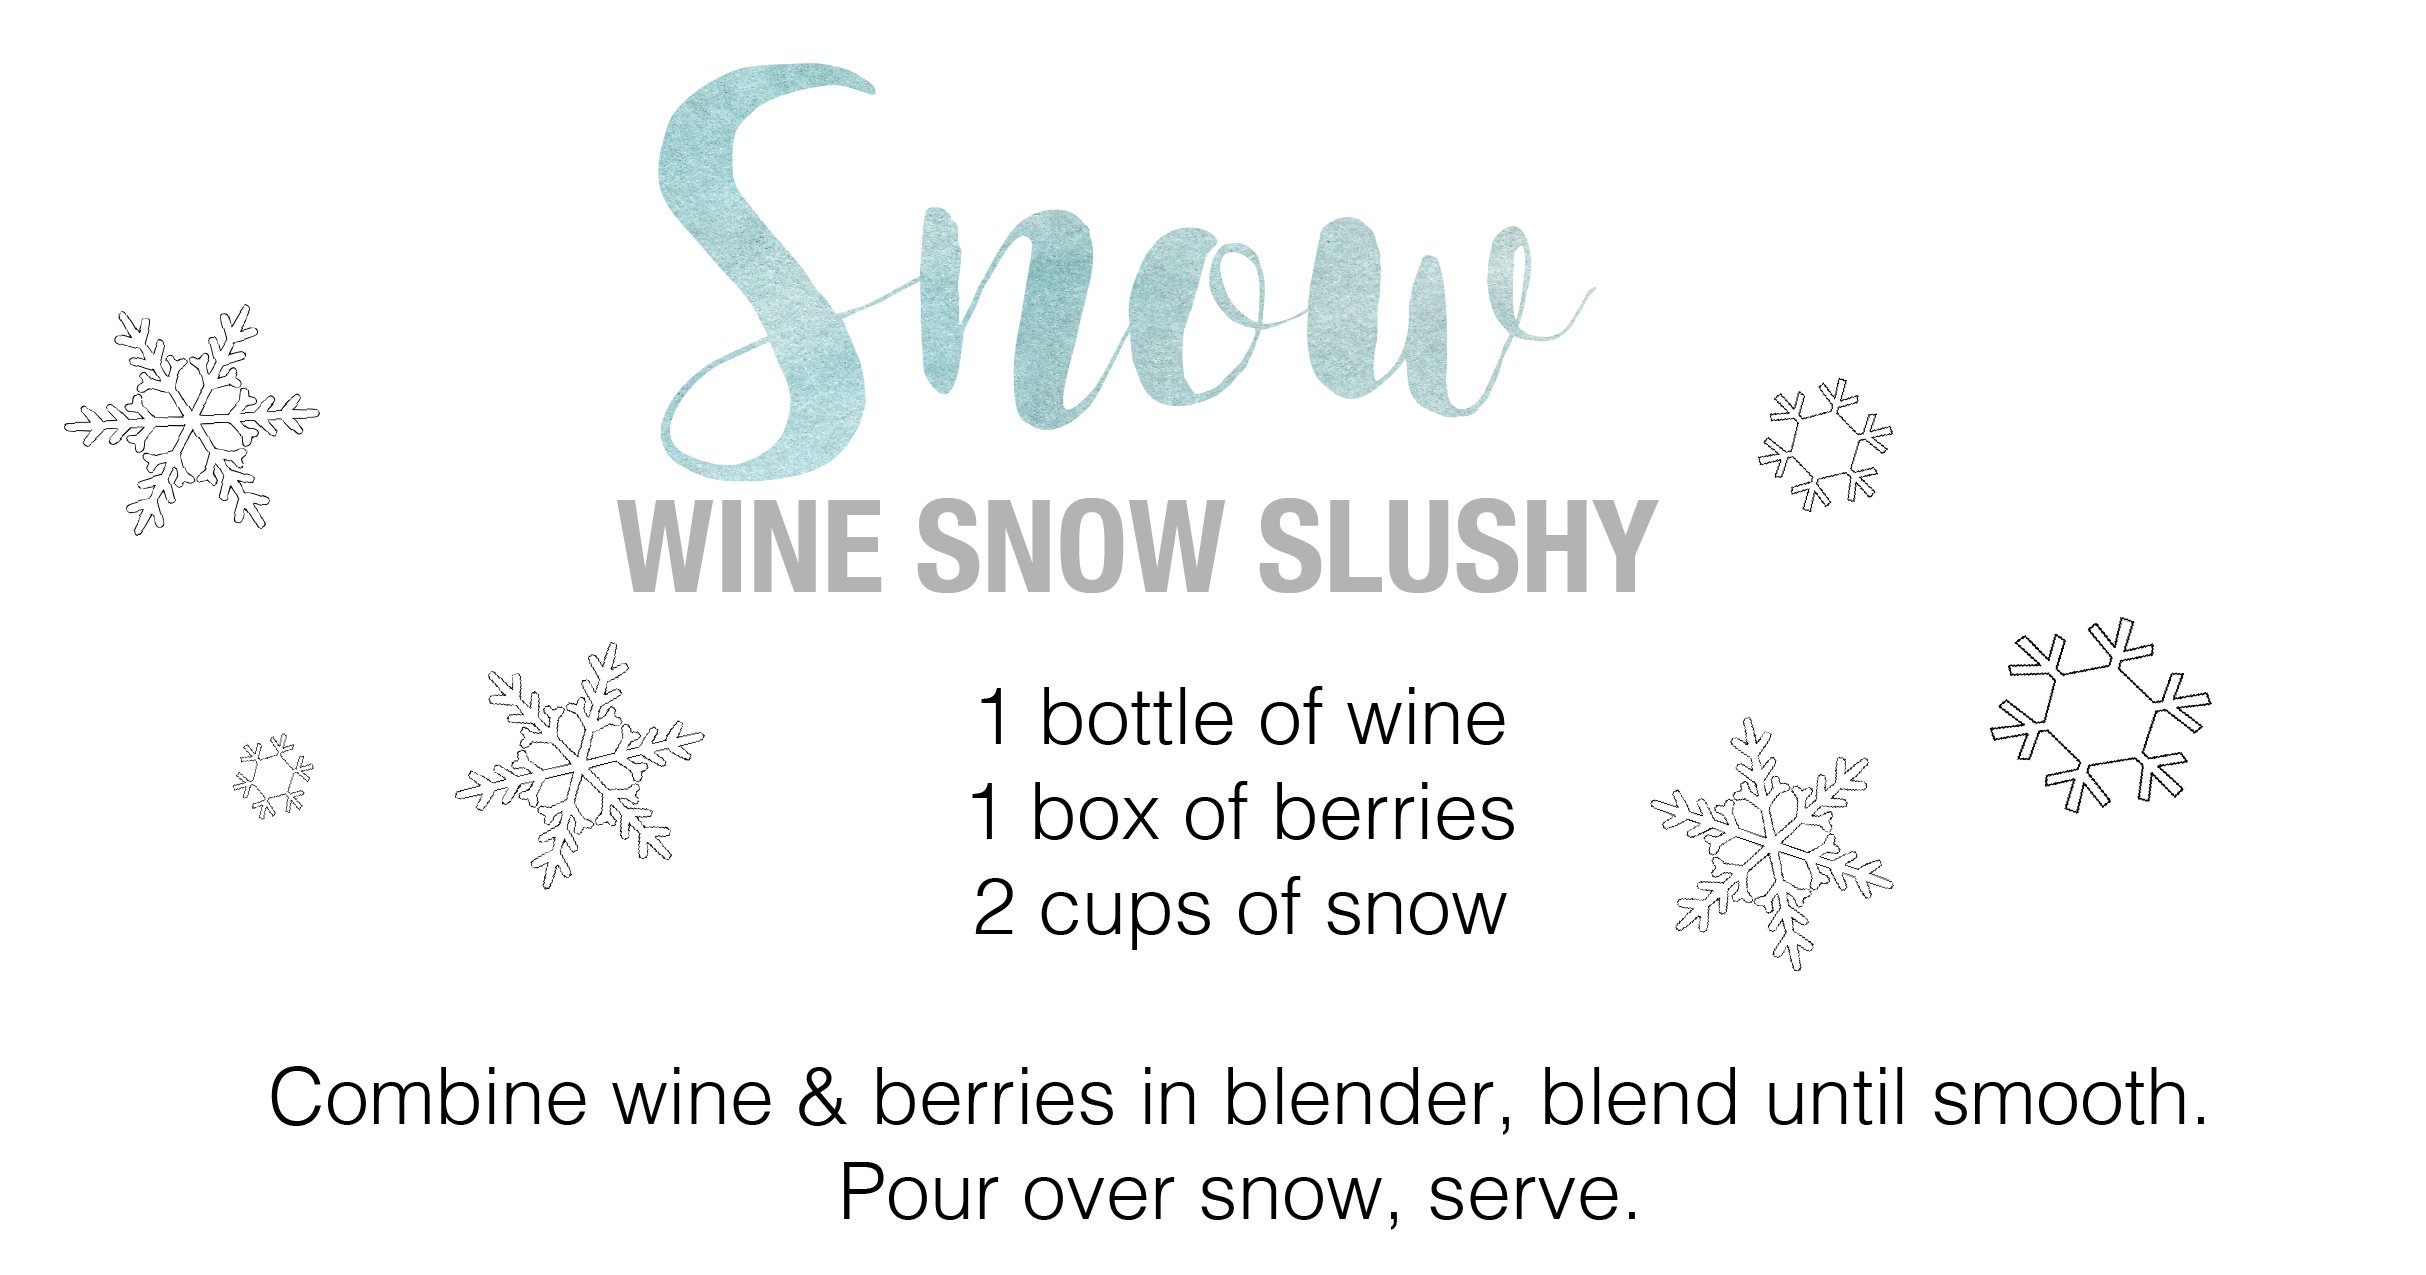 Snow
WINE SNOW SLUSHY
1 bottle of wine
1 box of berries
2 cups of snow
Combine wine & berries in blender, blend until smooth.
Pour over snow, serve.